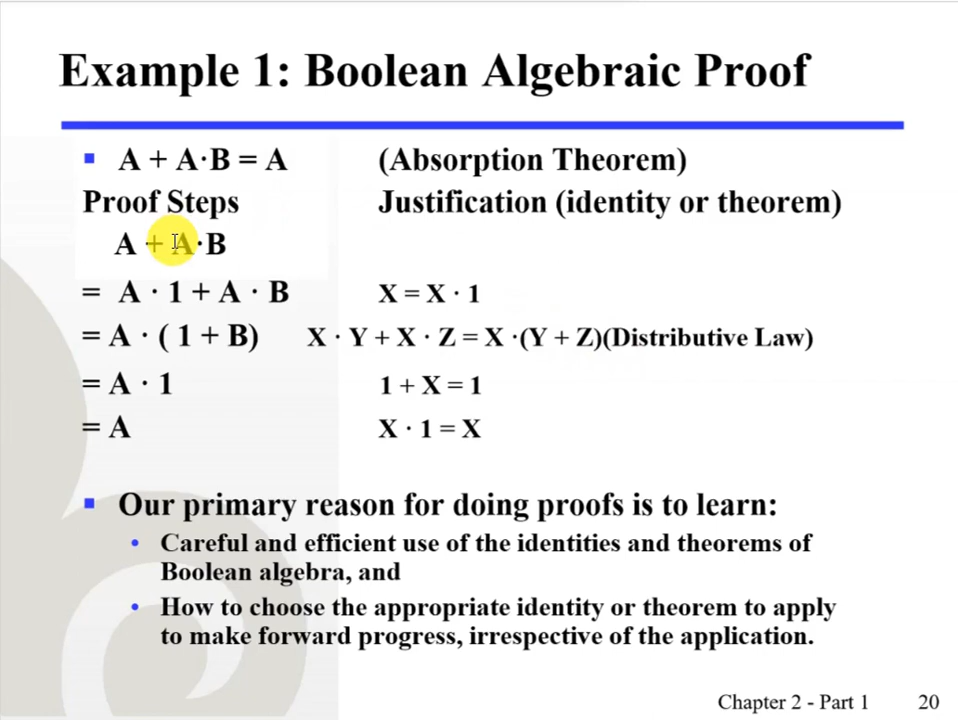 Example 1: Boolean Algebraic Proof
▪ A + A·B = A (Absorption Theorem)
Proof Steps Justification (identity or theorem)
A + A·B
= A · 1 + A · B X = X · 1
= A · ( 1 + B) X · Y + X · Z = X ·(Y + Z)(Distributive Law)
= A · 1 1 + X = 1
= A X · 1 = X
▪ Our primary reason for doing proofs is to learn:
• Careful and efficient use of the identities and theorems of
Boolean algebra, and
• How to choose the appropriate identity or theorem to apply
to make forward progress, irrespective of the application.
Chapter 2 - Part 1 20